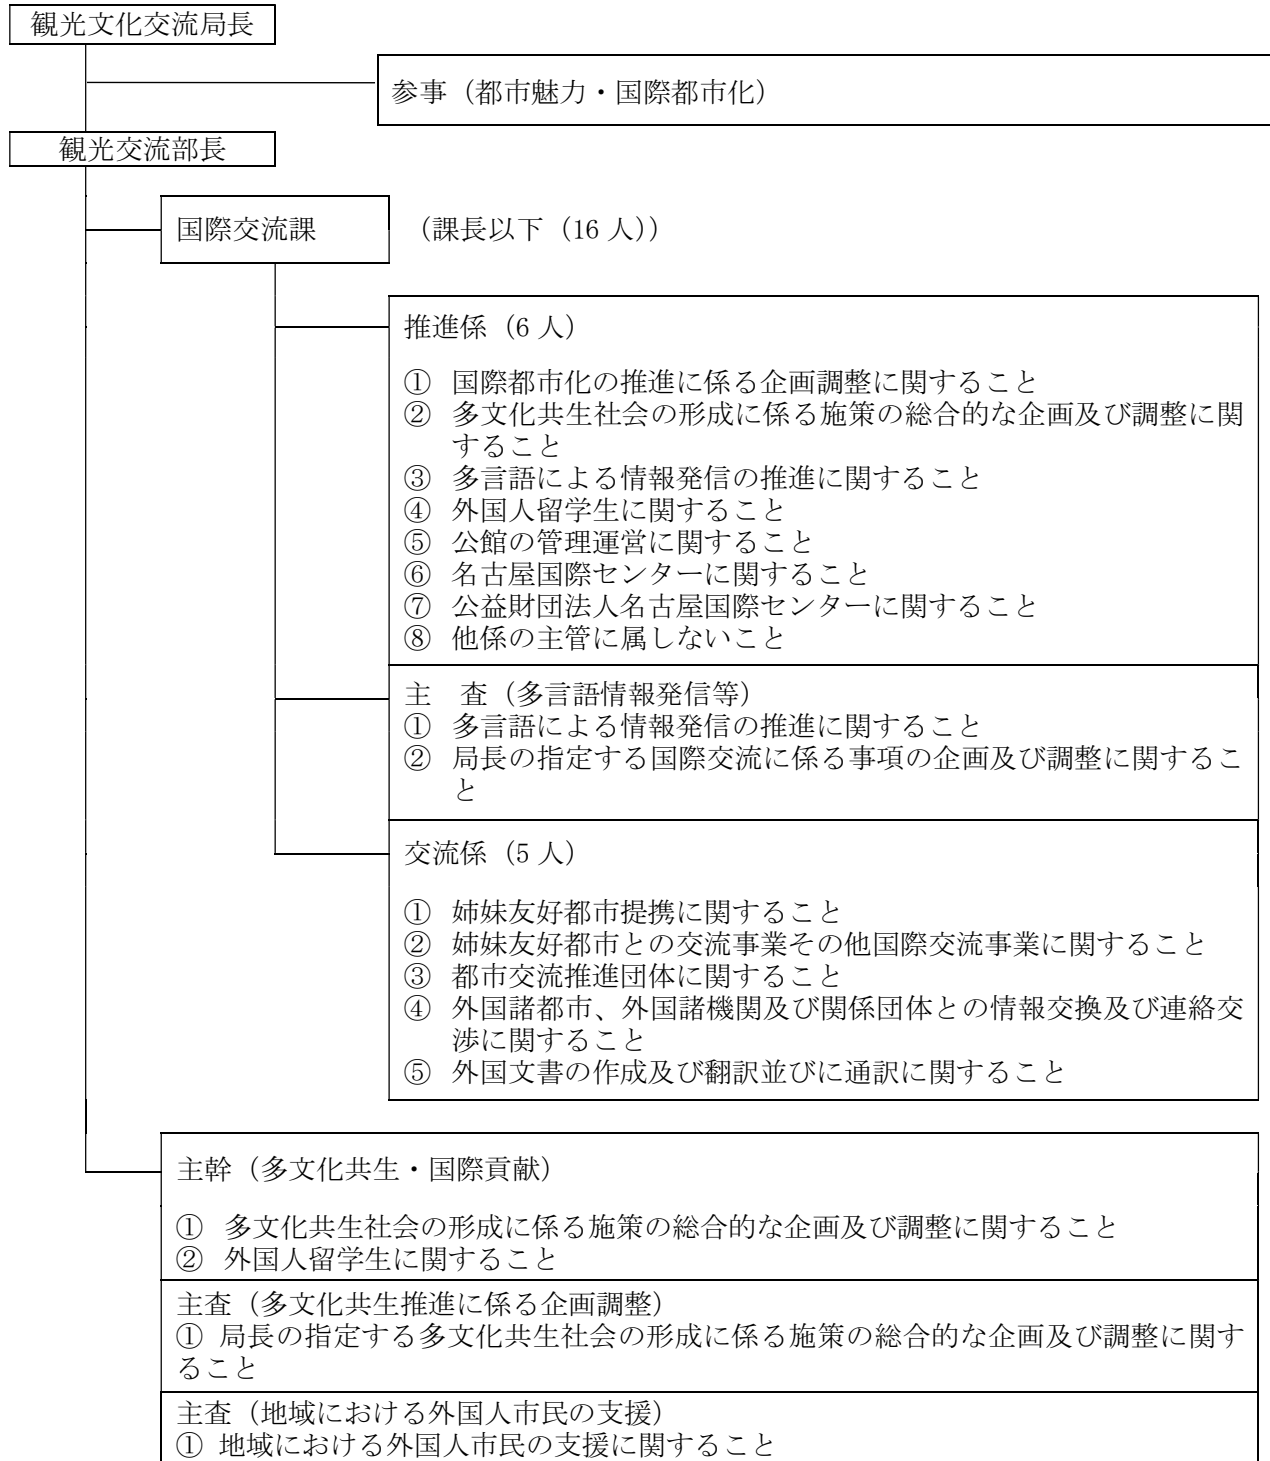 観光文化交流局長
参事（都市魅力・国際都市化）
観光交流部長
国際交流課　（課長以下（16 人））
推進係（6 人）
① 国際都市化の推進に係る企画調整に関すること
② 多文化共生社会の形成に係る施策の総合的な企画及び調整に関
すること
③ 多言語による情報発信の推進に関すること
④ 外国人留学生に関すること
⑤ 公館の管理運営に関すること
⑥ 名古屋国際センターに関すること
⑦ 公益財団法人名古屋国際センターに関すること
⑧ 他係の主管に属しないこと
主　査（多言語情報発信等）
① 多言語による情報発信の推進に関すること
② 局長の指定する国際交流に係る事項の企画及び調整に関するこ
と
交流係（5 人）
① 姉妹友好都市提携に関すること
② 姉妹友好都市との交流事業その他国際交流事業に関すること
③ 都市交流推進団体に関すること
④ 外国諸都市、外国諸機関及び関係団体との情報交換及び連絡交
渉に関すること
⑤ 外国文書の作成及び翻訳並びに通訳に関すること
主幹（多文化共生・国際貢献）
① 多文化共生社会の形成に係る施策の総合的な企画及び調整に関すること
② 外国人留学生に関すること
主査（多文化共生推進に係る企画調整）
① 局長の指定する多文化共生社会の形成に係る施策の総合的な企画及び調整に関す
ること
主査（地域における外国人市民の支援）
① 地域における外国人市民の支援に関すること